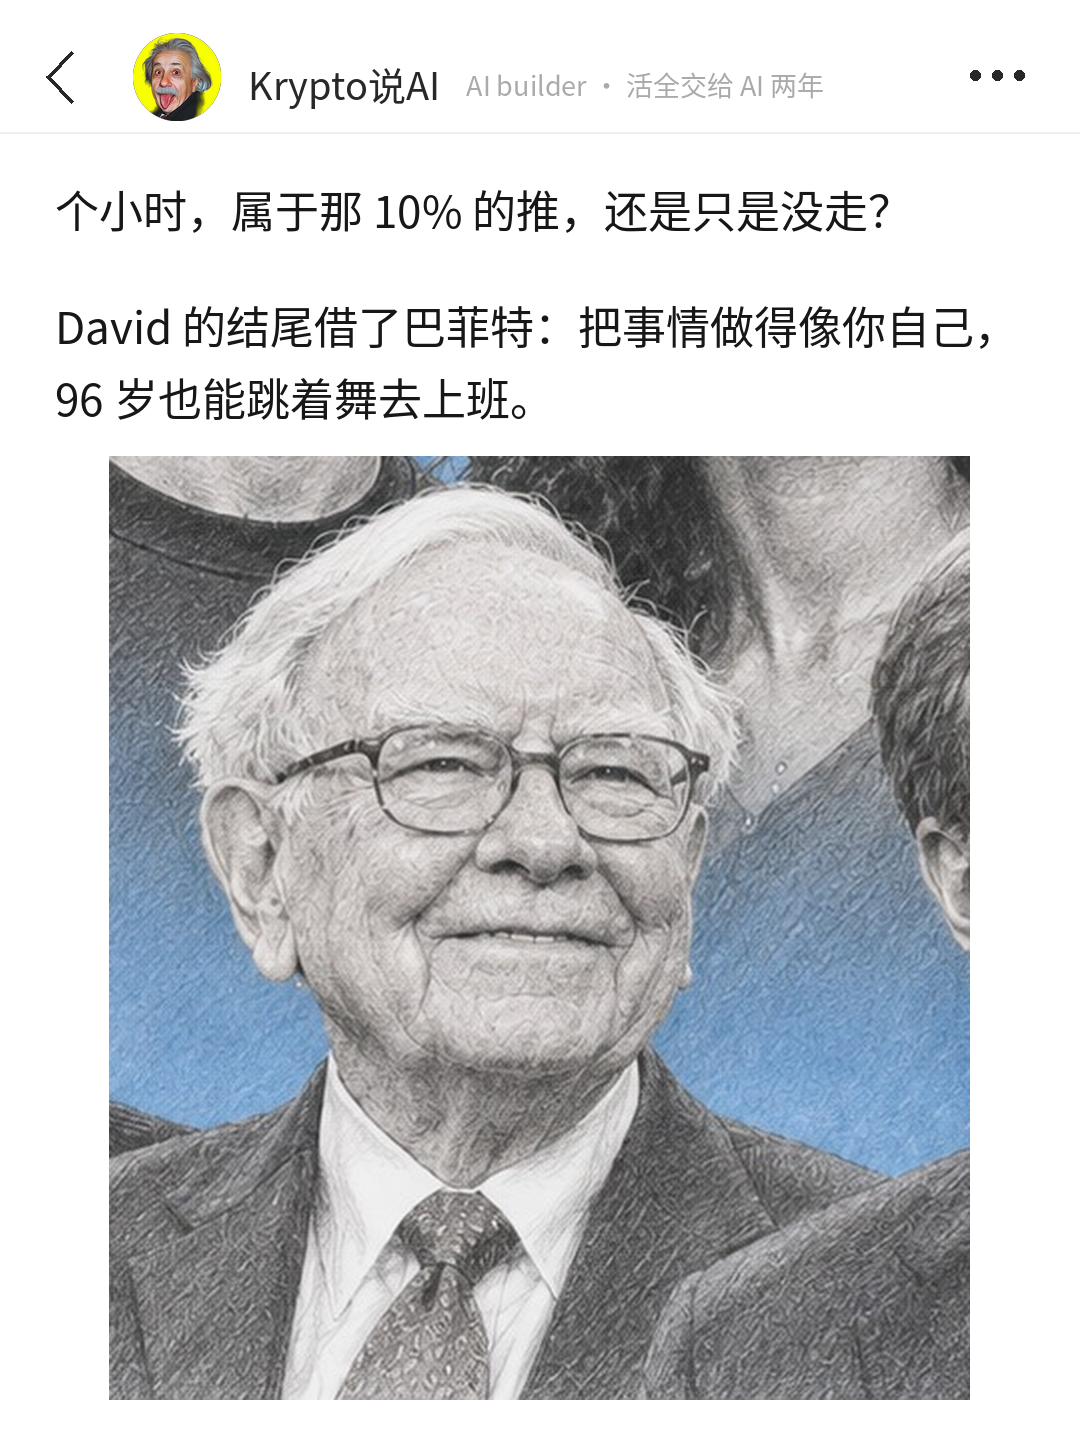 Krypto说AI AI builder · 活全交给 AI 两年
个小时，属于那 10% 的推，还是只是没走？
David 的结尾借了巴菲特：把事情做得像你自己，
96 岁也能跳着舞去上班。